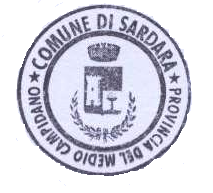 COMUNE DI SARDARA
PROVINCIA DEL MEDIO CAMPIDANO